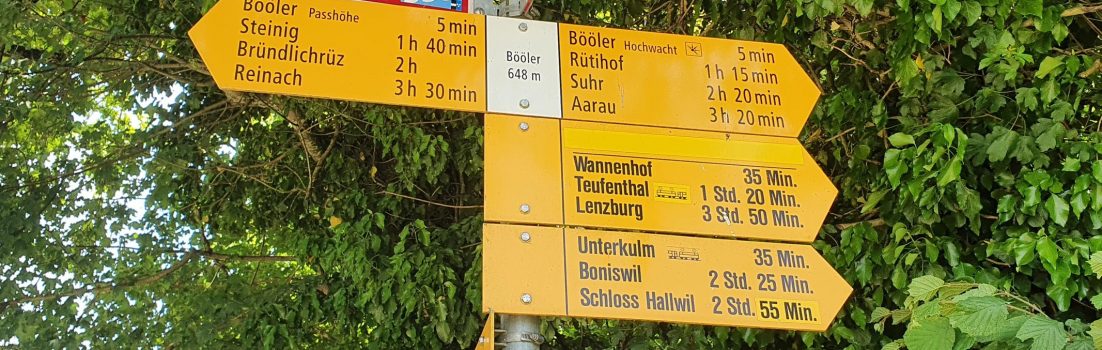 Bööler Passhöhe 5 min
Steinig 1 h 40 min
Bründlichrüz 2 h
Reinach 3 h 30 min
Bööler
648 m
Bööler Hochwacht 5 min
Rütihof 1 h 15 min
Suhr 2 h 20 min
Aarau 3 h 20 min
Wannenhof 35 Min.
Teufenthal 1 Std. 20 Min.
Lenzburg 3 Std. 50 Min.
Unterkulm 35 Min.
Boniswil 2 Std. 25 Min.
Schloss Hallwil 2 Std. 55 Min.